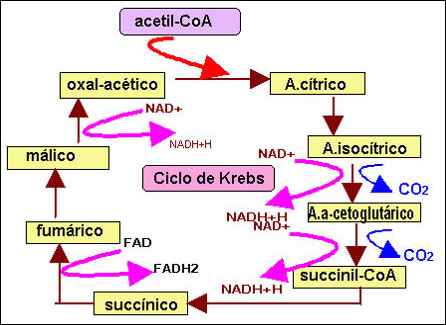 acetil-CoA
oxal-acético
A.cítrico
NAD+
NADH+H
málico
A.isocítrico
NAD+
Ciclo de Krebs
CO2
NADH+H
A.a-cetoglutárico
NAD+
fumárico
FAD
CO2
FADH2
succinil-CoA
NADH+H
succínico